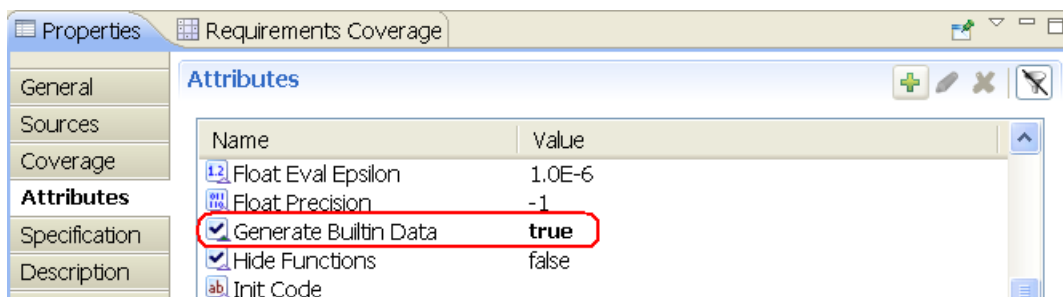 Properties Requirements Coverage
General
Sources
Coverage
Attributes
Specification
Description
Attributes
Name Value
Float Eval Epsilon 1.0E-6
Float Precision -1
Generate Builtin Data true
Hide Functions false
Init Code